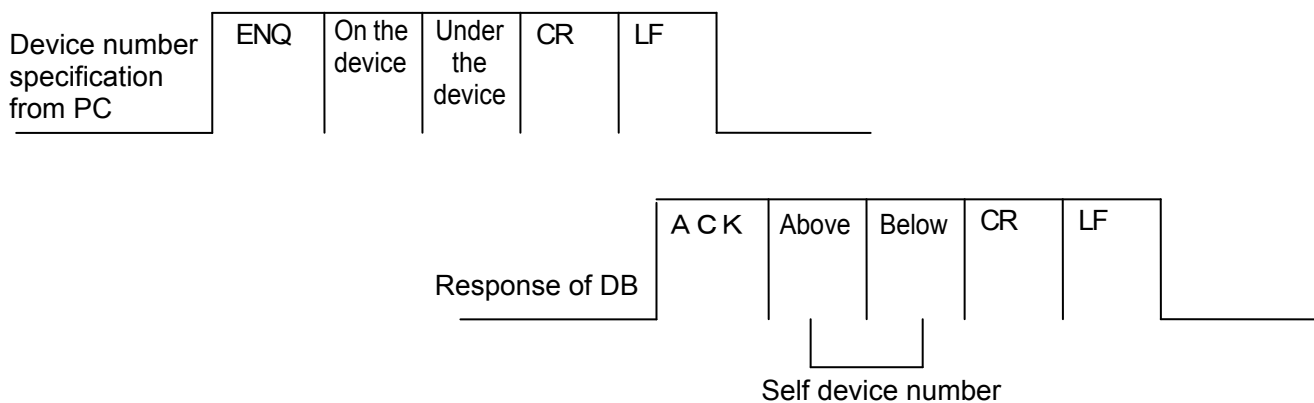 Device number
specification
from PC
ENQ
On the
device
Under
the
device
CR
LF
Response of DB
ACK
Above
Below
CR
LF
Self device number